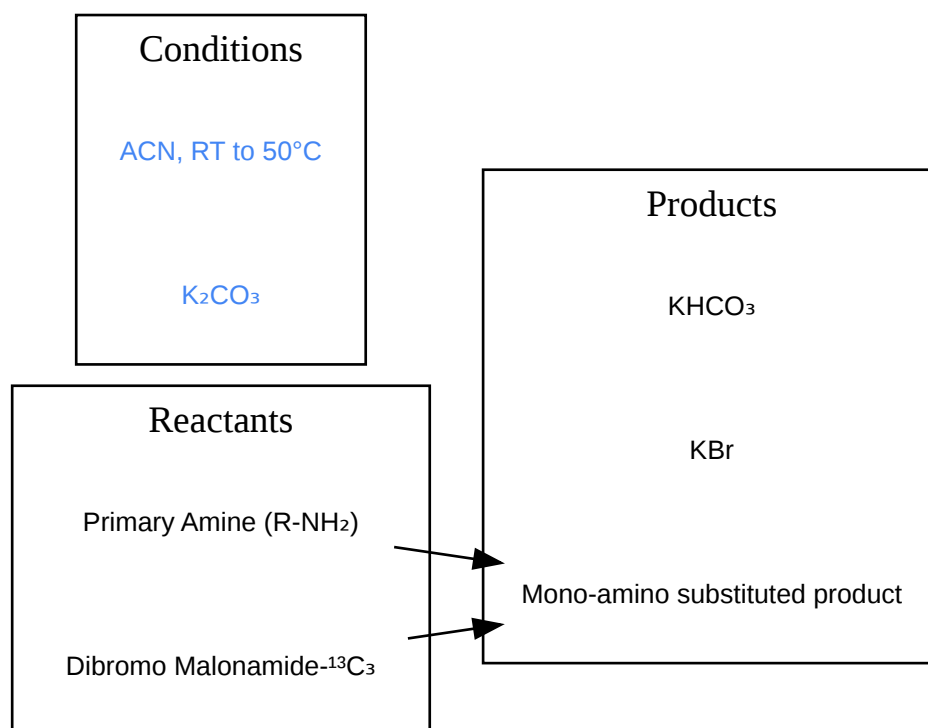 Conditions
ACN, RT to 50°C
K₂CO₃
Reactants
Primary Amine (R-NH₂)
Dibromo Malonamide-¹³C₃
Products
KHCO₃
KBr
Mono-amino substituted product